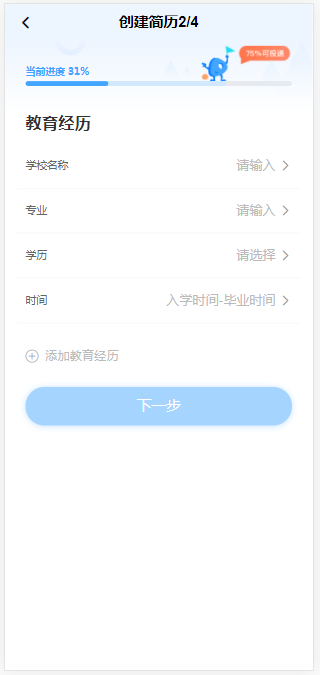 创建简历2/4
75%可投递
当前进度 31%
教育经历
学校名称 请输入
专业 请输入
学历 请选择
时间 入学时间-毕业时间
添加教育经历
下一步